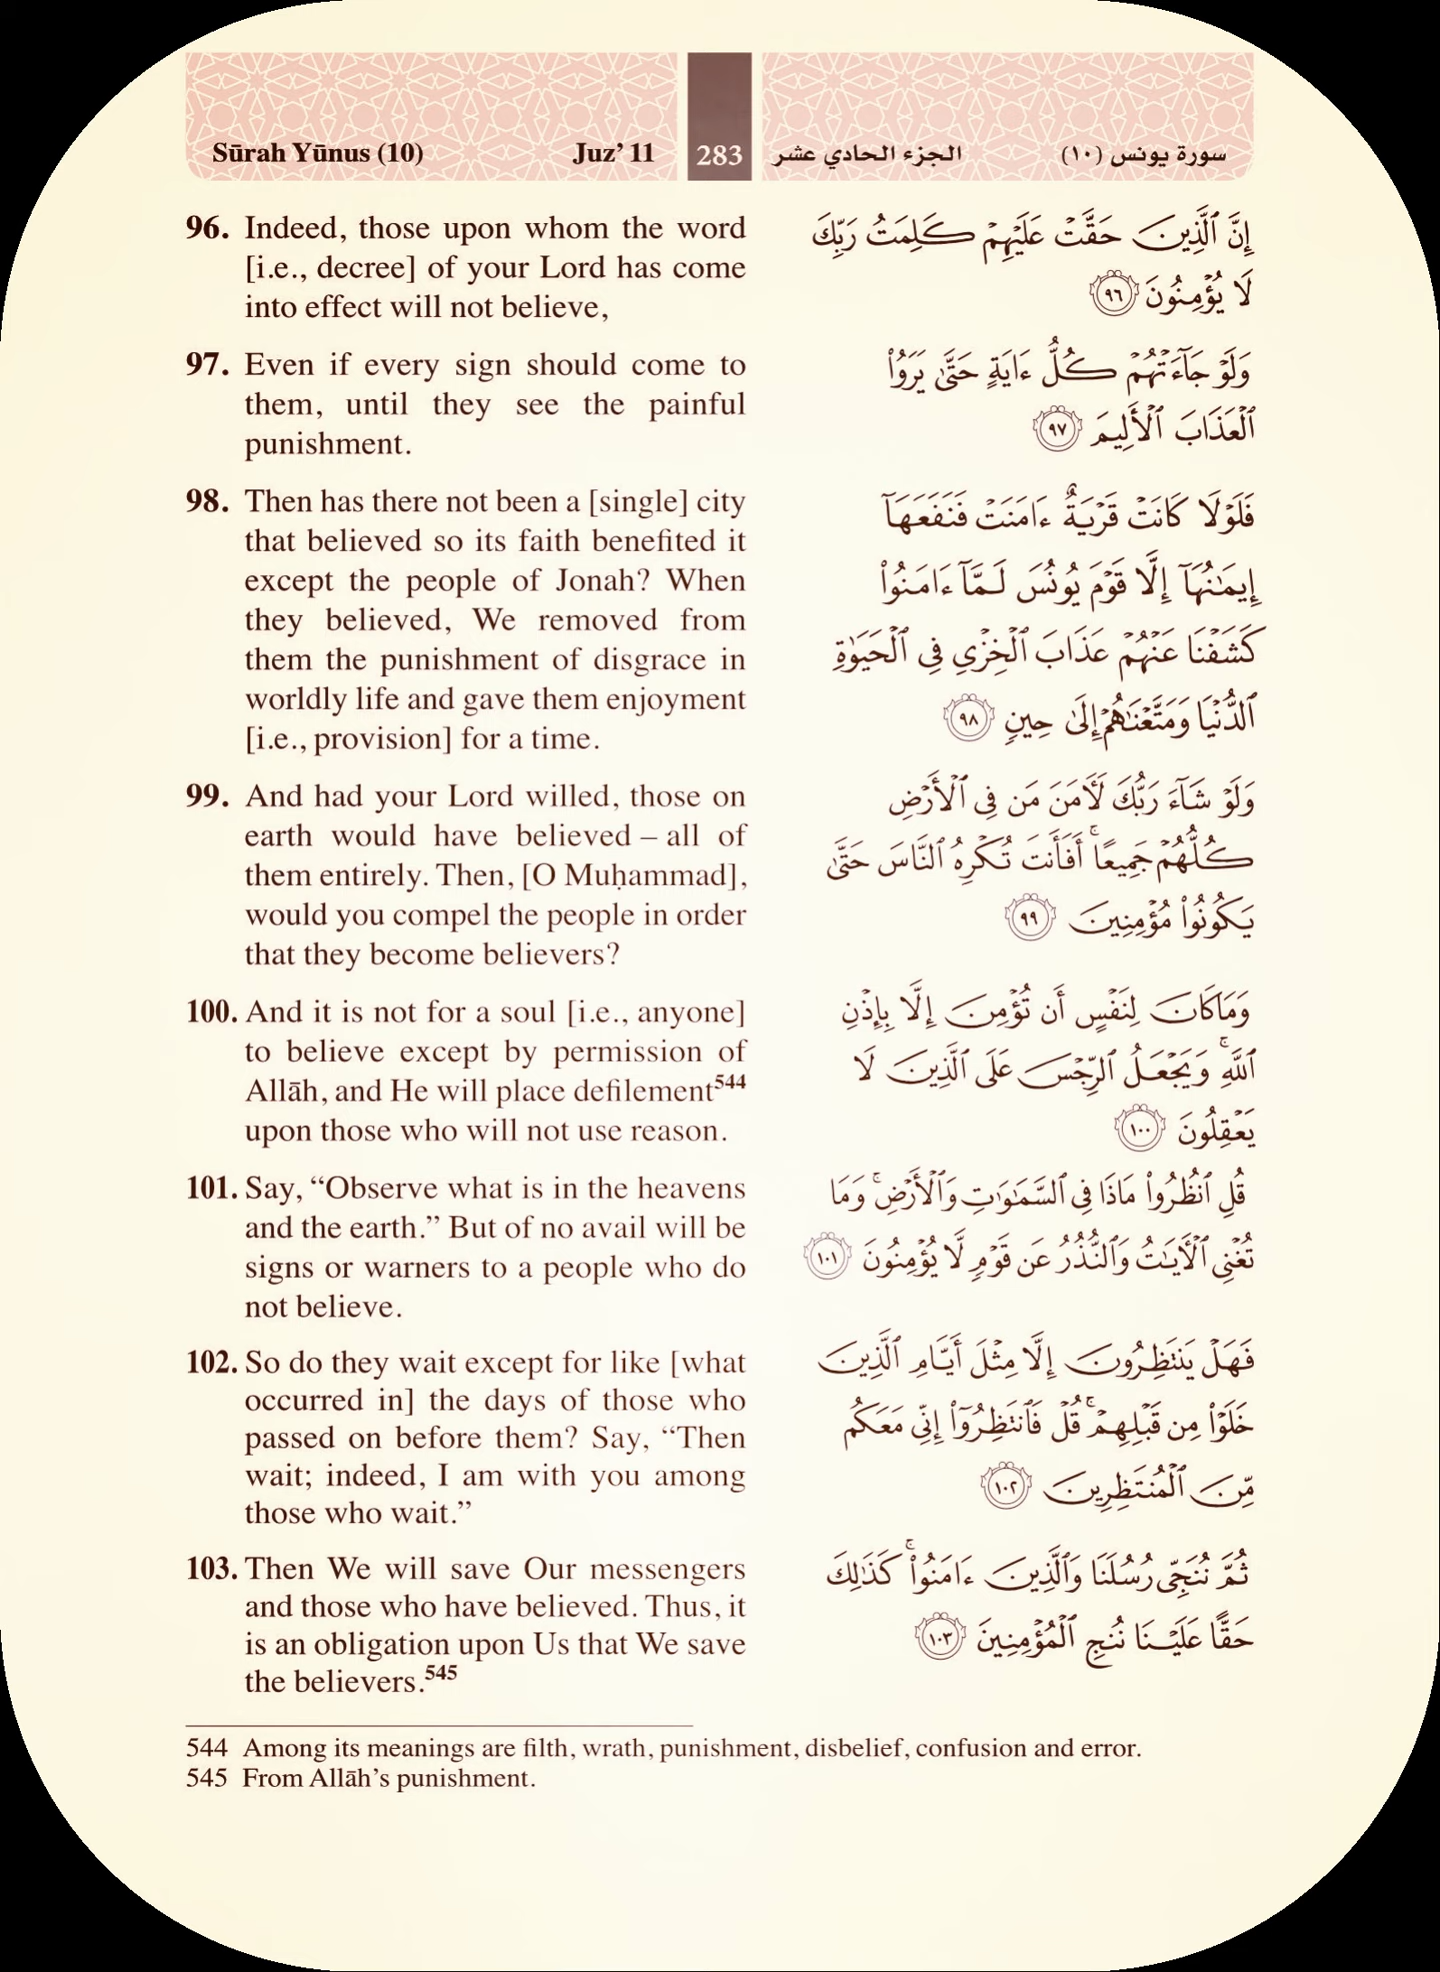 Sūrah Yūnus (10) Juz’ 11 283 الجزء الحادي عشر سورة يونس (١٠)
96. Indeed, those upon whom the word
[i.e., decree] of your Lord has come
into effect will not believe,
97. Even if every sign should come to
them, until they see the painful
punishment.
98. Then has there not been a [single] city
that believed so its faith benefited it
except the people of Jonah? When
they believed, We removed from
them the punishment of disgrace in
worldly life and gave them enjoyment
[i.e., provision] for a time.
99. And had your Lord willed, those on
earth would have believed – all of
them entirely. Then, [O Muḥammad],
would you compel the people in order
that they become believers?
100. And it is not for a soul [i.e., anyone]
to believe except by permission of
Allāh, and He will place defilement544
upon those who will not use reason.
101. Say, “Observe what is in the heavens
and the earth.” But of no avail will be
signs or warners to a people who do
not believe.
102. So do they wait except for like [what
occurred in] the days of those who
passed on before them? Say, “Then
wait; indeed, I am with you among
those who wait.”
103. Then We will save Our messengers
and those who have believed. Thus, it
is an obligation upon Us that We save
the believers.545
إِنَّ ٱلَّذِينَ حَقَّتْ عَلَيْهِمْ كَلِمَتُ رَبِّكَ
لَا يُؤْمِنُونَ ٩٦
وَلَوْ جَآءَتْهُمْ كُلُّ ءَايَةٍ حَتَّىٰ يَرَوُا۟
ٱلْعَذَابَ ٱلْأَلِيمَ ٩٧
فَلَوْلَا كَانَتْ قَرْيَةٌ ءَامَنَتْ فَنَفَعَهَآ
إِيمَـٰنُهَآ إِلَّا قَوْمَ يُونُسَ لَمَّآ ءَامَنُوا۟
كَشَفْنَا عَنْهُمْ عَذَابَ ٱلْخِزْىِ فِى ٱلْحَيَوٰةِ
ٱلدُّنْيَا وَمَتَّعْنَـٰهُمْ إِلَىٰ حِينٍ ٩٨
وَلَوْ شَآءَ رَبُّكَ لَـَٔامَنَ مَن فِى ٱلْأَرْضِ
كُلُّهُمْ جَمِيعًا ۚ أَفَأَنتَ تُكْرِهُ ٱلنَّاسَ حَتَّىٰ
يَكُونُوا۟ مُؤْمِنِينَ ٩٩
وَمَا كَانَ لِنَفْسٍ أَن تُؤْمِنَ إِلَّا بِإِذْنِ
ٱللَّهِ ۚ وَيَجْعَلُ ٱلرِّجْسَ عَلَى ٱلَّذِينَ لَا
يَعْقِلُونَ ١٠٠
قُلِ ٱنظُرُوا۟ مَاذَا فِى ٱلسَّمَـٰوَٰتِ وَٱلْأَرْضِ ۚ وَمَا
تُغْنِى ٱلْـَٔايَـٰتُ وَٱلنُّذُرُ عَن قَوْمٍ لَّا يُؤْمِنُونَ ١٠١
فَهَلْ يَنتَظِرُونَ إِلَّا مِثْلَ أَيَّامِ ٱلَّذِينَ
خَلَوْا۟ مِن قَبْلِهِمْ ۚ قُلْ فَٱنتَظِرُوٓا۟ إِنِّى مَعَكُم
مِّنَ ٱلْمُنتَظِرِينَ ١٠٢
ثُمَّ نُنَجِّى رُسُلَنَا وَٱلَّذِينَ ءَامَنُوا۟ ۚ كَذَٰلِكَ
حَقًّا عَلَيْنَا نُنجِ ٱلْمُؤْمِنِينَ ١٠٣
544 Among its meanings are filth, wrath, punishment, disbelief, confusion and error.
545 From Allāh’s punishment.